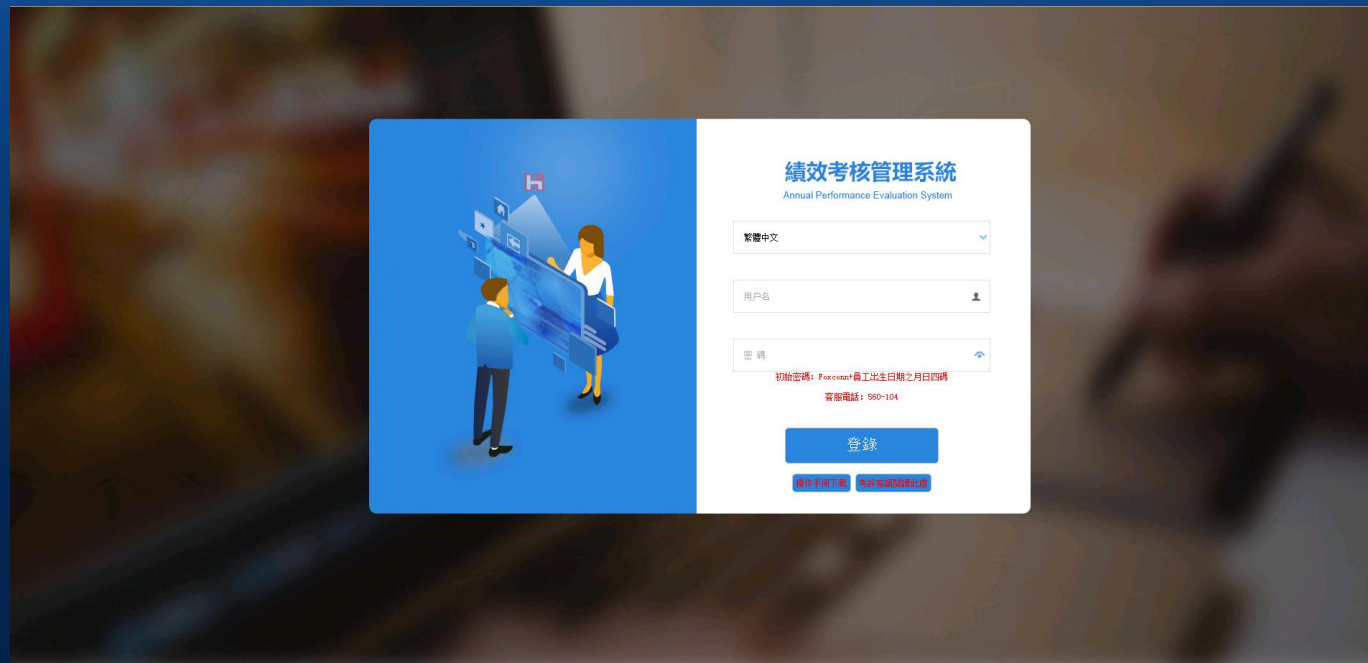 績效考核管理系統
Annual Performance Evaluation System
繁體中文
用户名
密 碼
初始密碼: Foxconn+員工出生日期之月日四碼
客服電話: 560-104
登錄
操作手冊下載